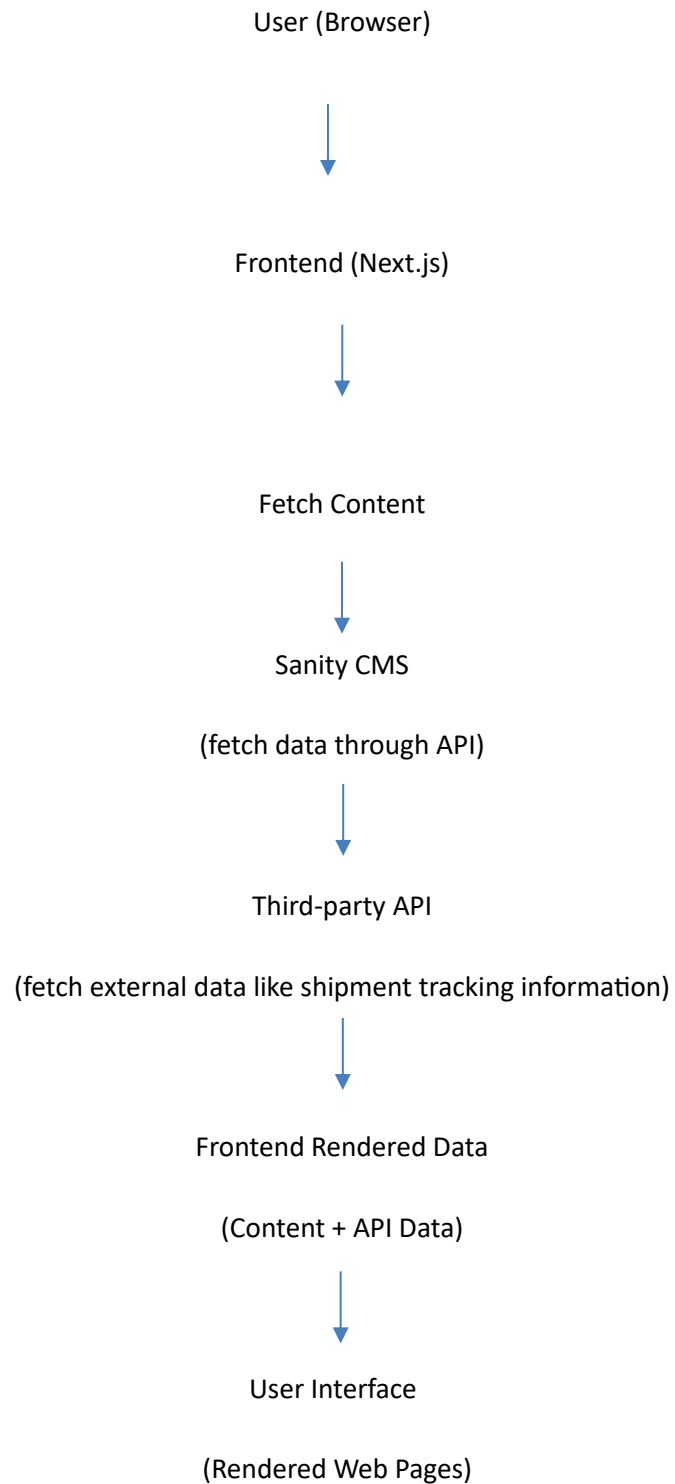 User (Browser)
Frontend (Next.js)
Fetch Content
Sanity CMS
(fetch data through API)
Third-party API
(fetch external data like shipment tracking information)
Frontend Rendered Data
(Content + API Data)
User Interface
(Rendered Web Pages)